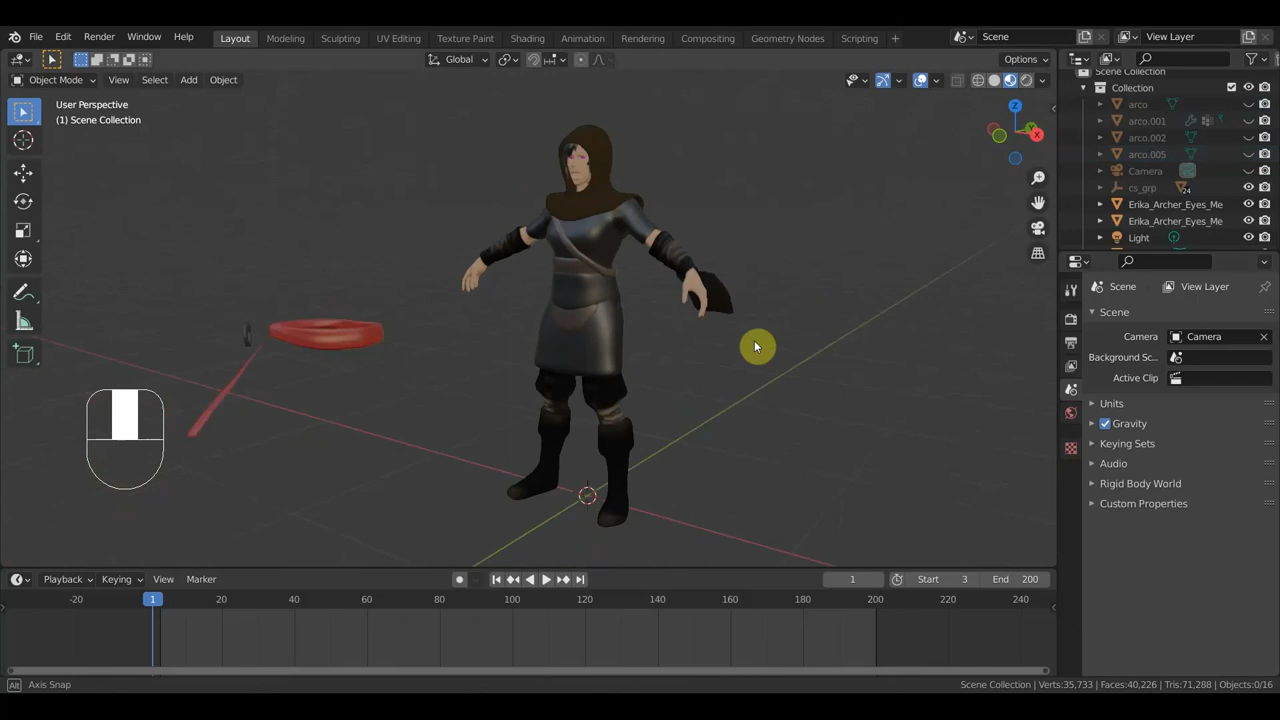 File Edit Render Window Help Layout Modeling Sculpting UV Editing Texture Paint Shading Animation Rendering Compositing Geometry Nodes Scripting + Scene View Layer
Global Options
Object Mode View Select Add Object
User Perspective
(1) Scene Collection
Z
X
Scene Collection
Collection
arco
arco.001
arco.002
arco.005
Camera
cs_grp 24
Erika_Archer_Eyes_Me
Erika_Archer_Eyes_Me
Light
Scene View Layer
Scene
Camera Camera
Background Sc...
Active Clip
Units
Gravity
Keying Sets
Audio
Rigid Body World
Custom Properties
Playback Keying View Marker 1 Start 3 End 200
-20 1 20 40 60 80 100 120 140 160 180 200 220 240
Alt Axis Snap Scene Collection | Verts:35,733 | Faces:40,226 | Tris:71,288 | Objects:0/16